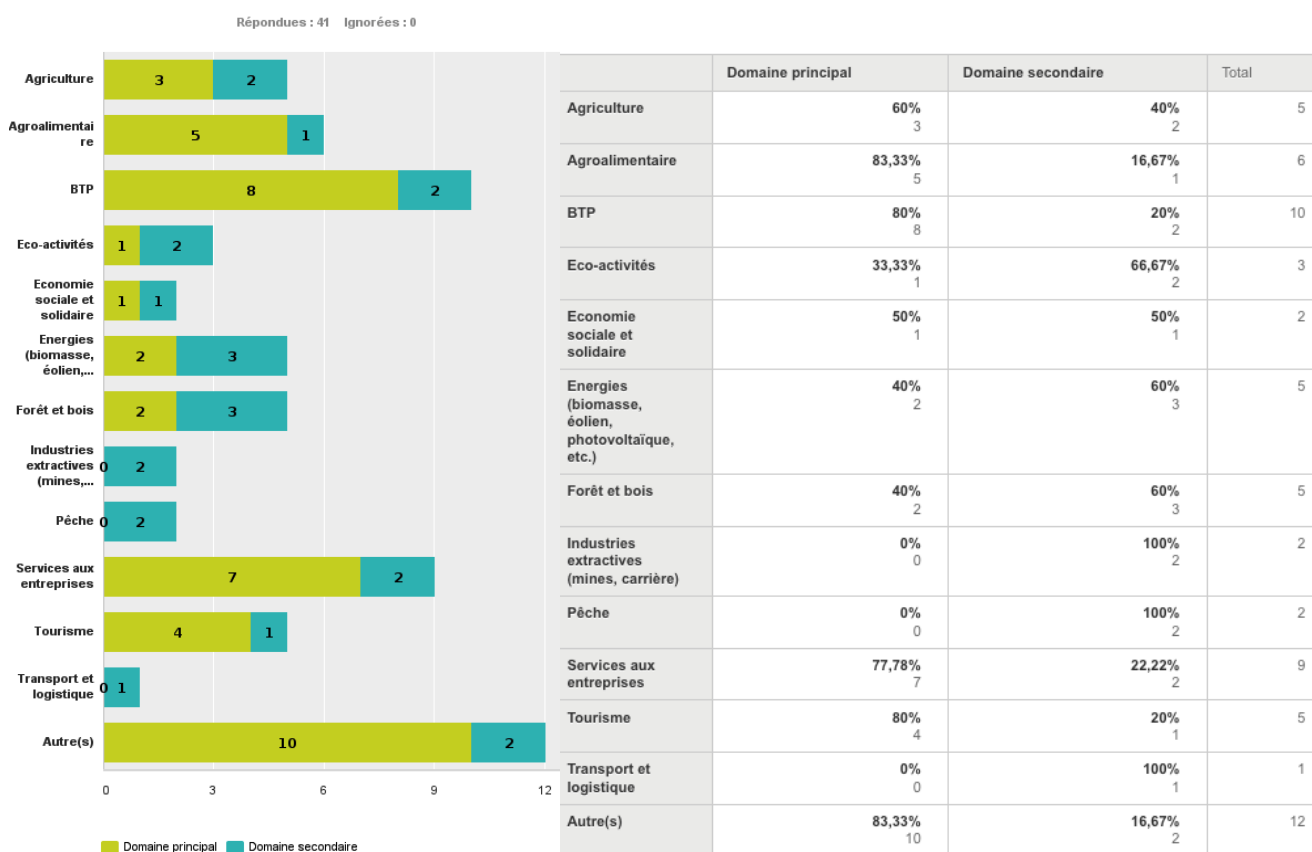 Répondues : 41 Ignorées : 0
Agriculture
3 2
Agroalimentai
re
5 1
BTP
8 2
Eco-activités
1 2
Economie
sociale et
solidaire
1 1
Energies
(biomasse,
éolien,...
2 3
Forêt et bois
2 3
Industries
extractives
(mines,...
0 2
Pêche
0 2
Services aux
entreprises
7 2
Tourisme
4 1
Transport et
logistique
0 1
Autre(s)
10 2
0 3 6 9 12
Domaine principal Domaine secondaire
Domaine principal Domaine secondaire Total
Agriculture 60% 40% 5
3 2
Agroalimentaire 83,33% 16,67% 6
5 1
BTP 80% 20% 10
8 2
Eco-activités 33,33% 66,67% 3
1 2
Economie 50% 50% 2
sociale et 1 1
solidaire
Energies 40% 60% 5
(biomasse, 2 3
éolien,
photovoltaïque,
etc.)
Forêt et bois 40% 60% 5
2 3
Industries 0% 100% 2
extractives 0 2
(mines, carrière)
Pêche 0% 100% 2
0 2
Services aux 77,78% 22,22% 9
entreprises 7 2
Tourisme 80% 20% 5
4 1
Transport et 0% 100% 1
logistique 0 1
Autre(s) 83,33% 16,67% 12
10 2